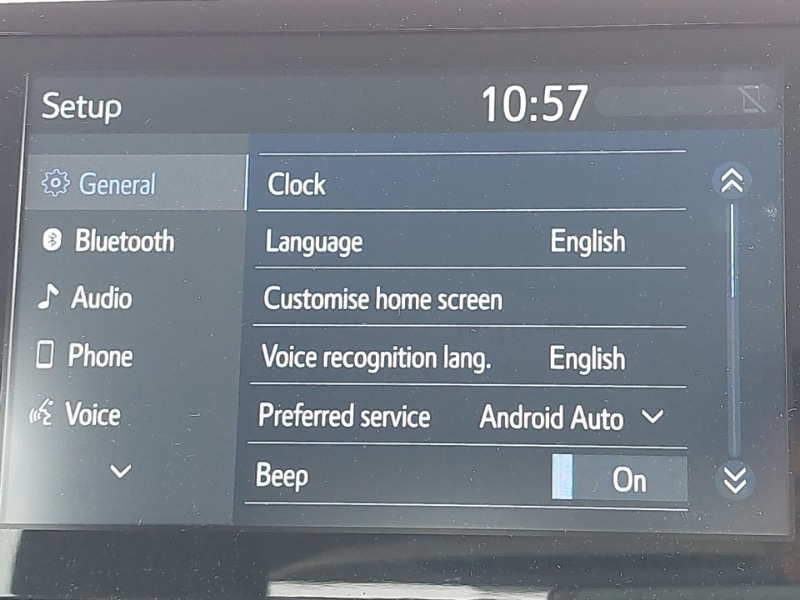 Setup
10:57
General
Bluetooth
Audio
Phone
Voice
Clock
Language English
Customise home screen
Voice recognition lang. English
Preferred service Android Auto
Beep On